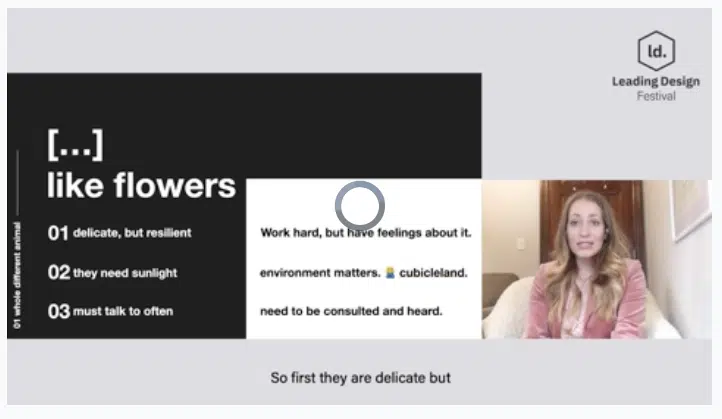 ld.
Leading Design
Festival
[...]
like flowers
01 delicate, but resilient
Work hard, but have feelings about it.
02 they need sunlight
environment matters. cubicleland.
03 must talk to often
need to be consulted and heard.
01 whole different animal
So first they are delicate but